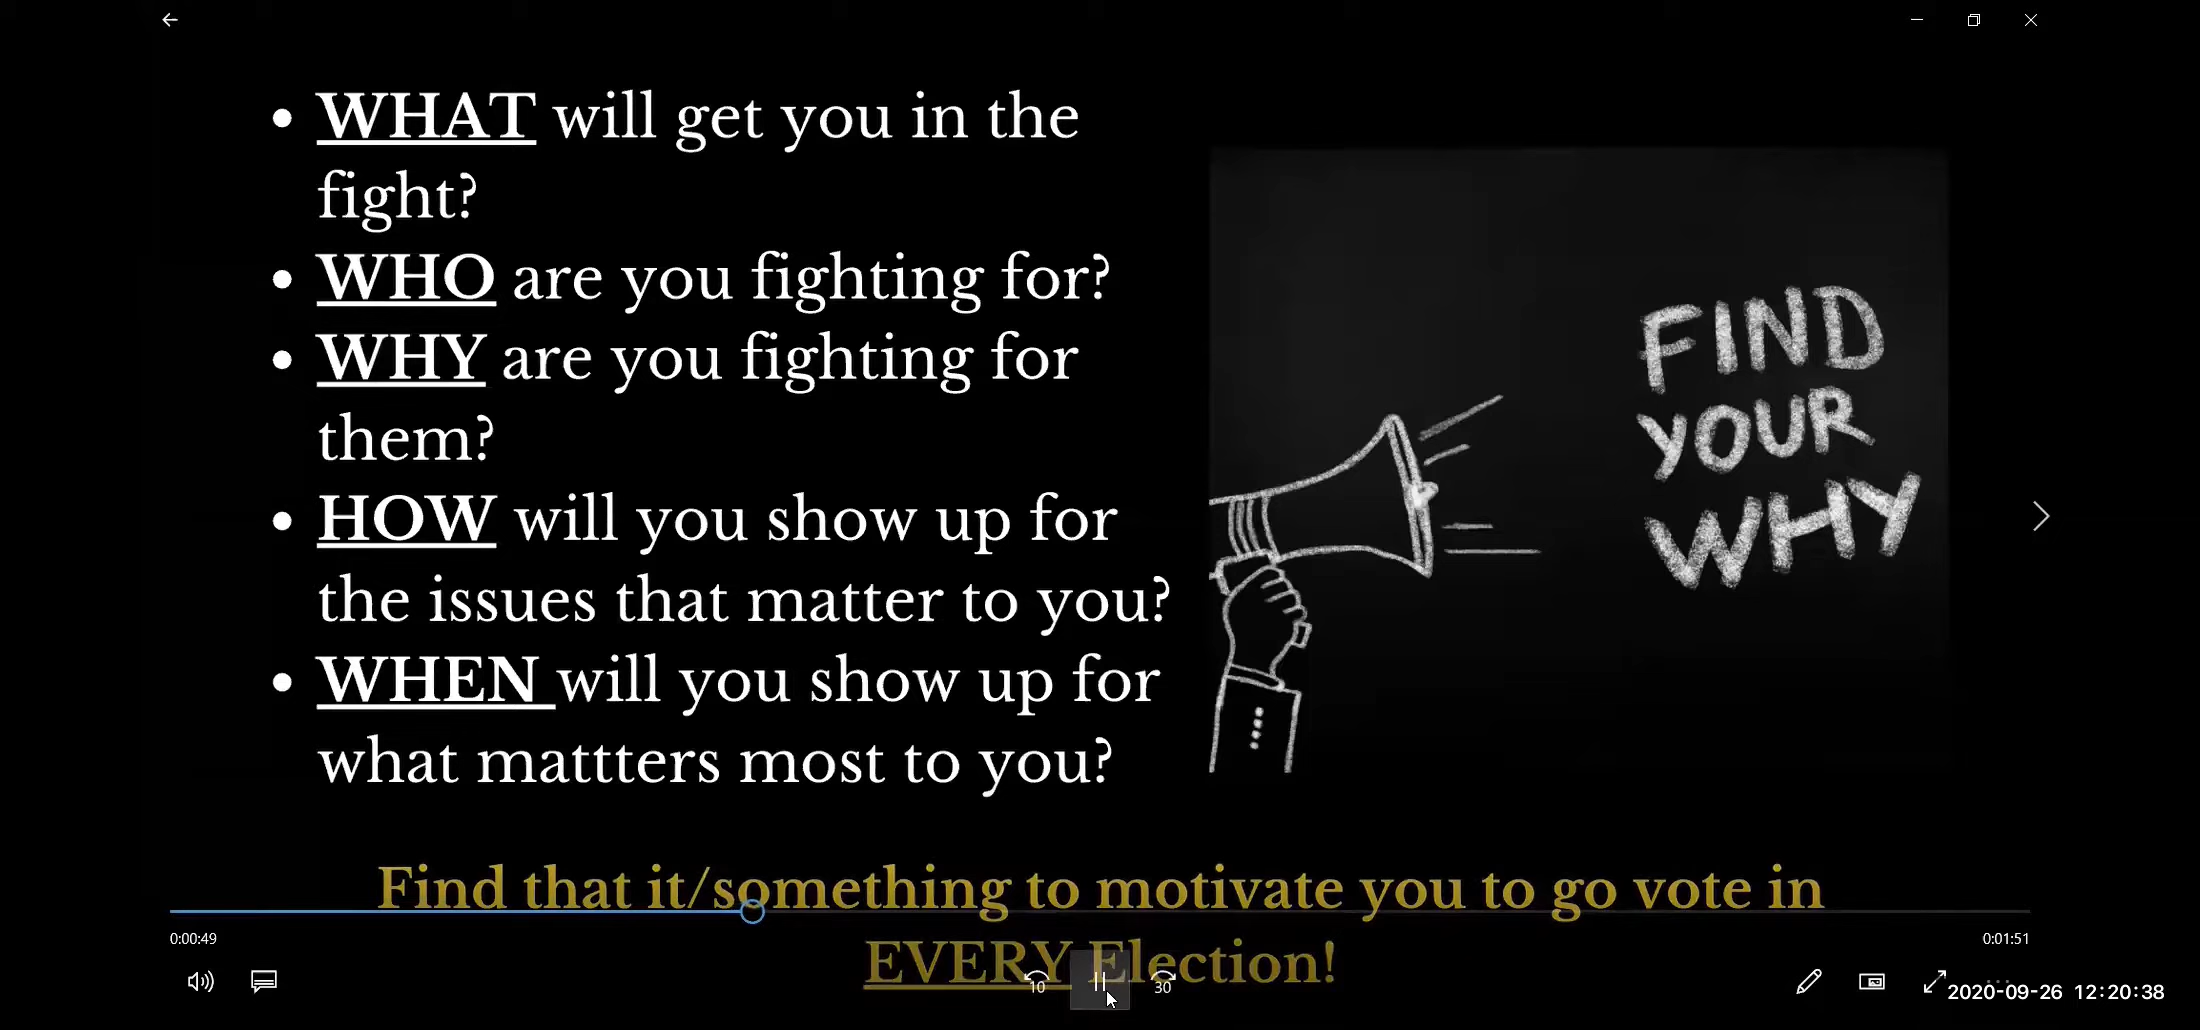 WHAT will get you in the
fight?
WHO are you fighting for?
WHY are you fighting for
them?
HOW will you show up for
the issues that matter to you?
WHEN will you show up for
what mattters most to you?
FIND
YOUR
WHY
Find that it/something to motivate you to go vote in
EVERY Election!
0:00:49
0:01:51
10
30
2020-09-26 12:20:38